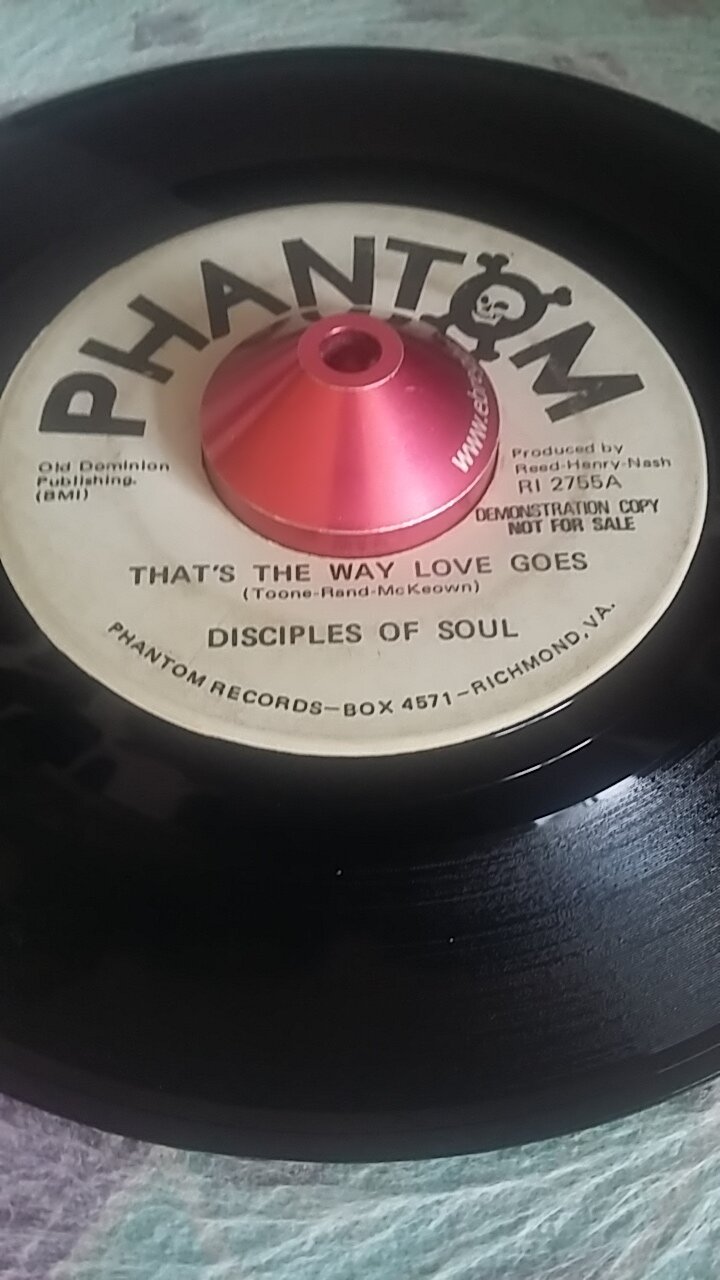 PHANTOM
Old Dominion
Publishing.
(BMI)
Produced by
Reed-Henry-Nash
RI 2755A
DEMONSTRATION COPY
NOT FOR SALE
THAT'S THE WAY LOVE GOES
(Toone-Rand-McKeown)
DISCIPLES OF SOUL
PHANTOM RECORDS—BOX 4571—RICHMOND, VA.